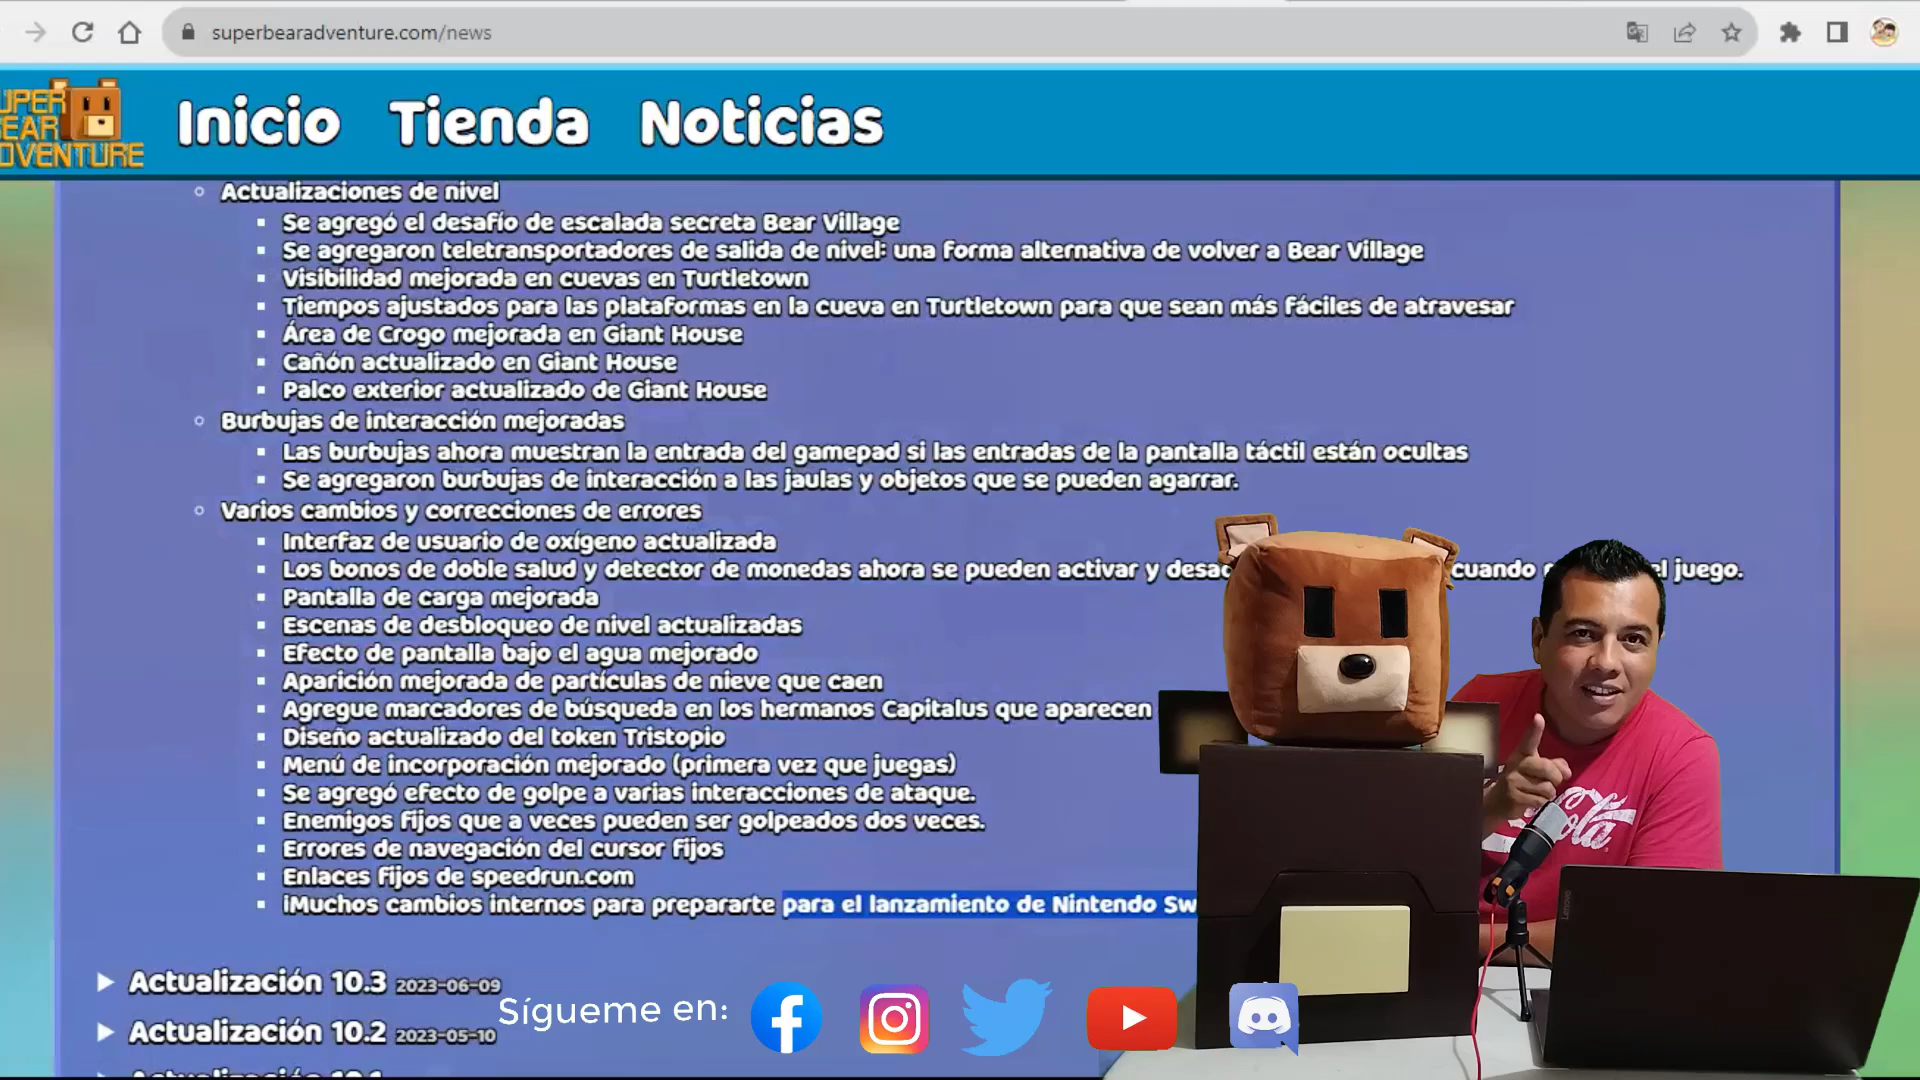 superbearadventure.com/news
Inicio Tienda Noticias
Actualizaciones de nivel
Se agregó el desafío de escalada secreta Bear Village
Se agregaron teletransportadores de salida de nivel: una forma alternativa de volver a Bear Village
Visibilidad mejorada en cuevas en Turtletown
Tiempos ajustados para las plataformas en la cueva en Turtletown para que sean más fáciles de atravesar
Área de Crogo mejorada en Giant House
Cañón actualizado en Giant House
Palco exterior actualizado de Giant House
Burbujas de interacción mejoradas
Las burbujas ahora muestran la entrada del gamepad si las entradas de la pantalla táctil están ocultas
Se agregaron burbujas de interacción a las jaulas y objetos que se pueden agarrar.
Varios cambios y correcciones de errores
Interfaz de usuario de oxígeno actualizada
Los bonos de doble salud y detector de monedas ahora se pueden activar y cuando el juego.
Pantalla de carga mejorada
Escenas de desbloqueo de nivel actualizadas
Efecto de pantalla bajo el agua mejorado
Aparición mejorada de partículas de nieve que caen
Agregue marcadores de búsqueda en los hermanos Capitalus que aparecen
Diseño actualizado del token Tristopio
Menú de incorporación mejorado (primera vez que juegas)
Se agregó efecto de golpe a varias interacciones de ataque.
Enemigos fijos que a veces pueden ser golpeados dos veces.
Errores de navegación del cursor fijos
Enlaces fijos de speedrun.com
¡Muchos cambios internos para prepararte para el lanzamiento de Nintendo Sw
Actualización 10.3 2023-06-09
Actualización 10.2 2023-05-10
Sígueme en:
Cola
Lenovo